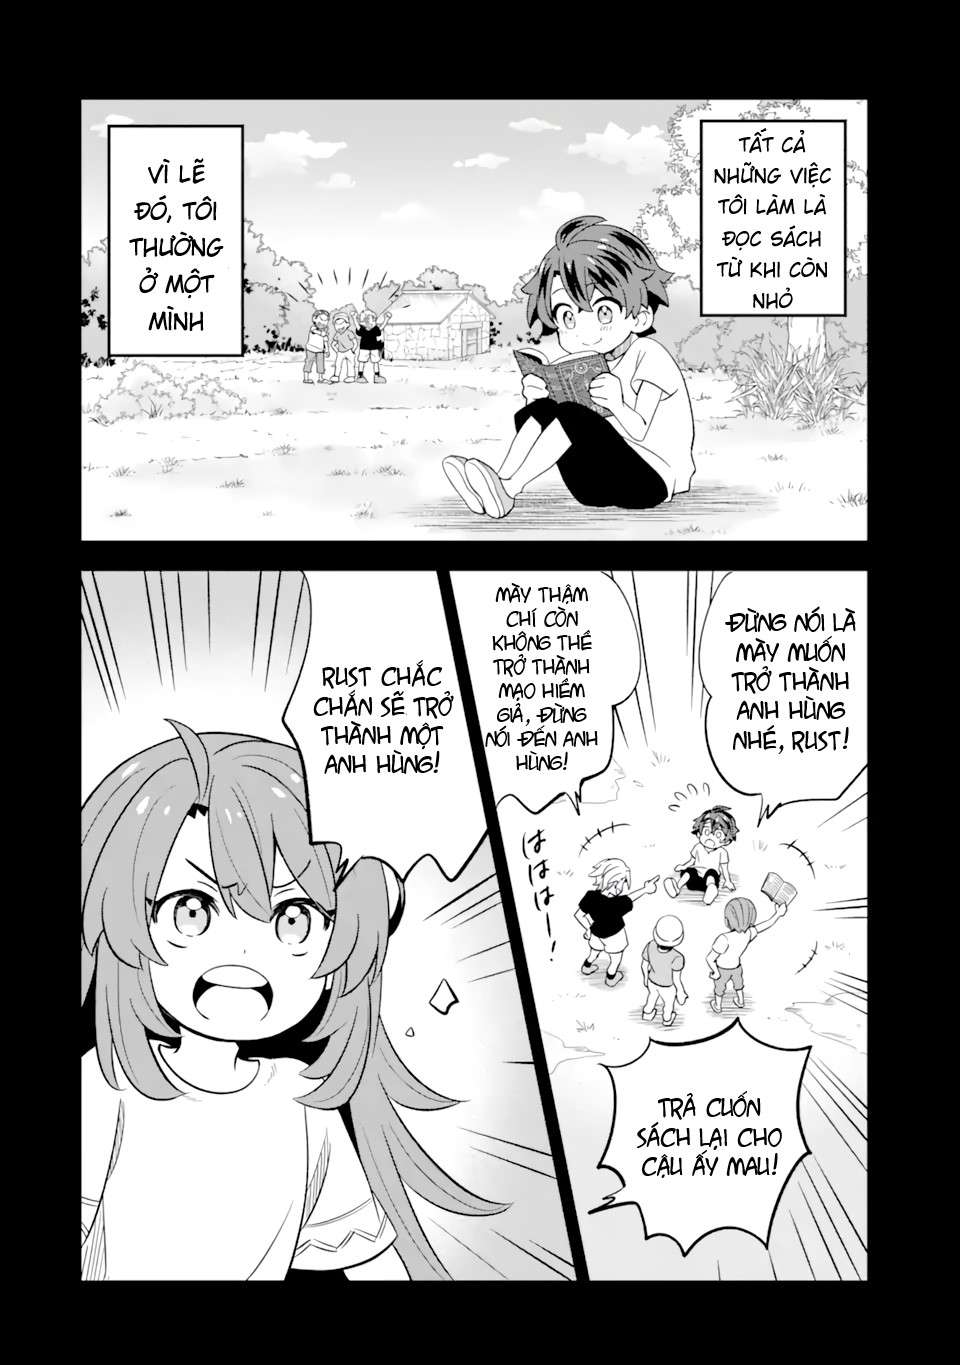 TẤT CẢ
NHỮNG VIỆC
TÔI LÀM LÀ
ĐỌC SÁCH
TỪ KHI CÒN
NHỎ
VÌ LẼ
ĐÓ, TÔI
THƯỜNG
Ở MỘT
MÌNH
ĐỪNG NÓI LÀ
MÀY MUỐN
TRỞ THÀNH
ANH HÙNG
NHÉ, RUST!
MÀY THẬM
CHÍ CÒN
KHÔNG THỂ
TRỞ THÀNH
MẠO HIỂM
GIẢ, ĐỪNG
NÓI ĐẾN ANH
HÙNG!
はははー！
TRẢ CUỐN
SÁCH LẠI CHO
CẬU ẤY MAU!
RUST CHẮC
CHẮN SẼ TRỞ
THÀNH MỘT
ANH HÙNG!